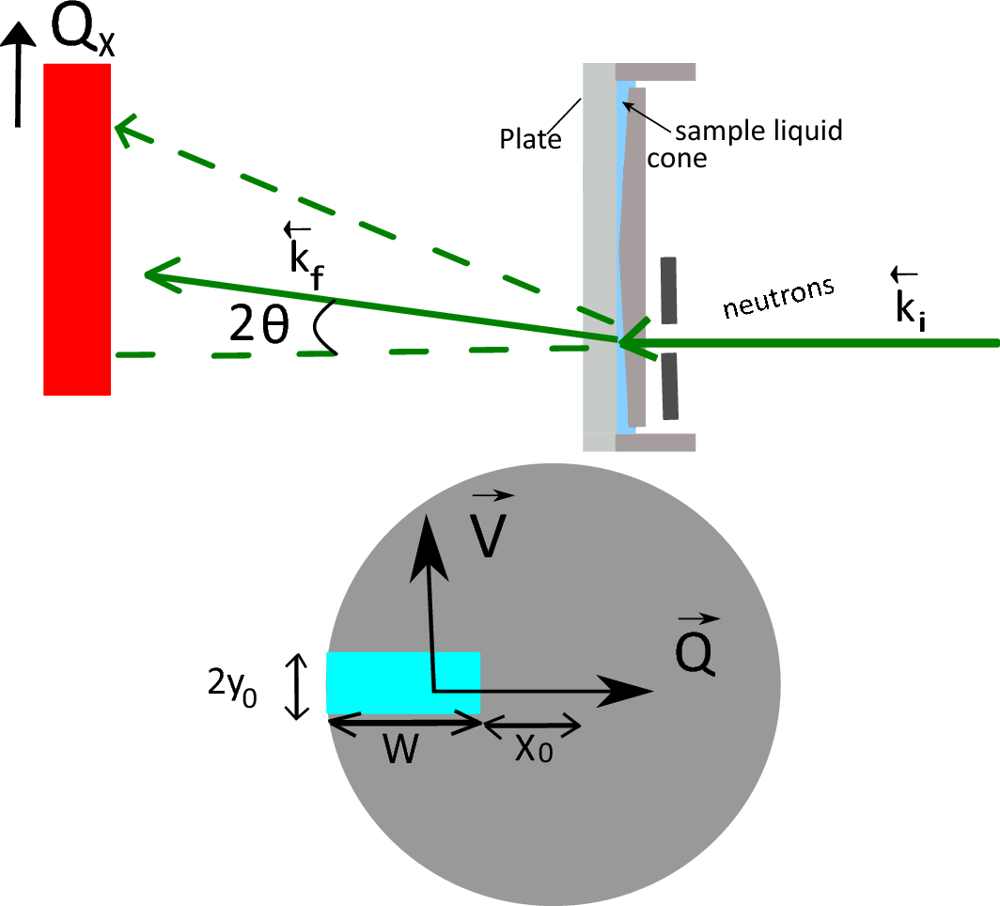 Qx
Plate
sample liquid
cone
kf
2θ
neutrons
ki
V
Q
2y0
W
X0